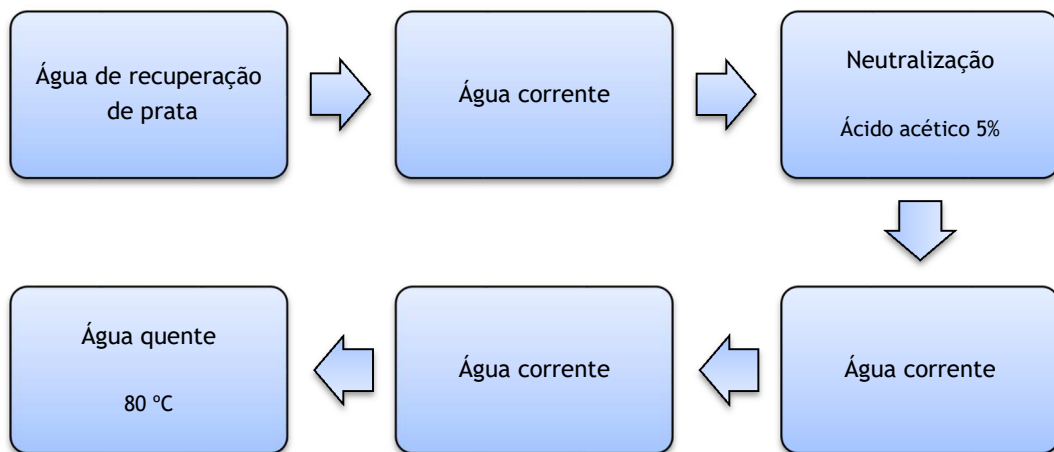 Água de recuperação
de prata
Água corrente
Neutralização
Ácido acético 5%
Água corrente
Água corrente
Água quente
80 ºC